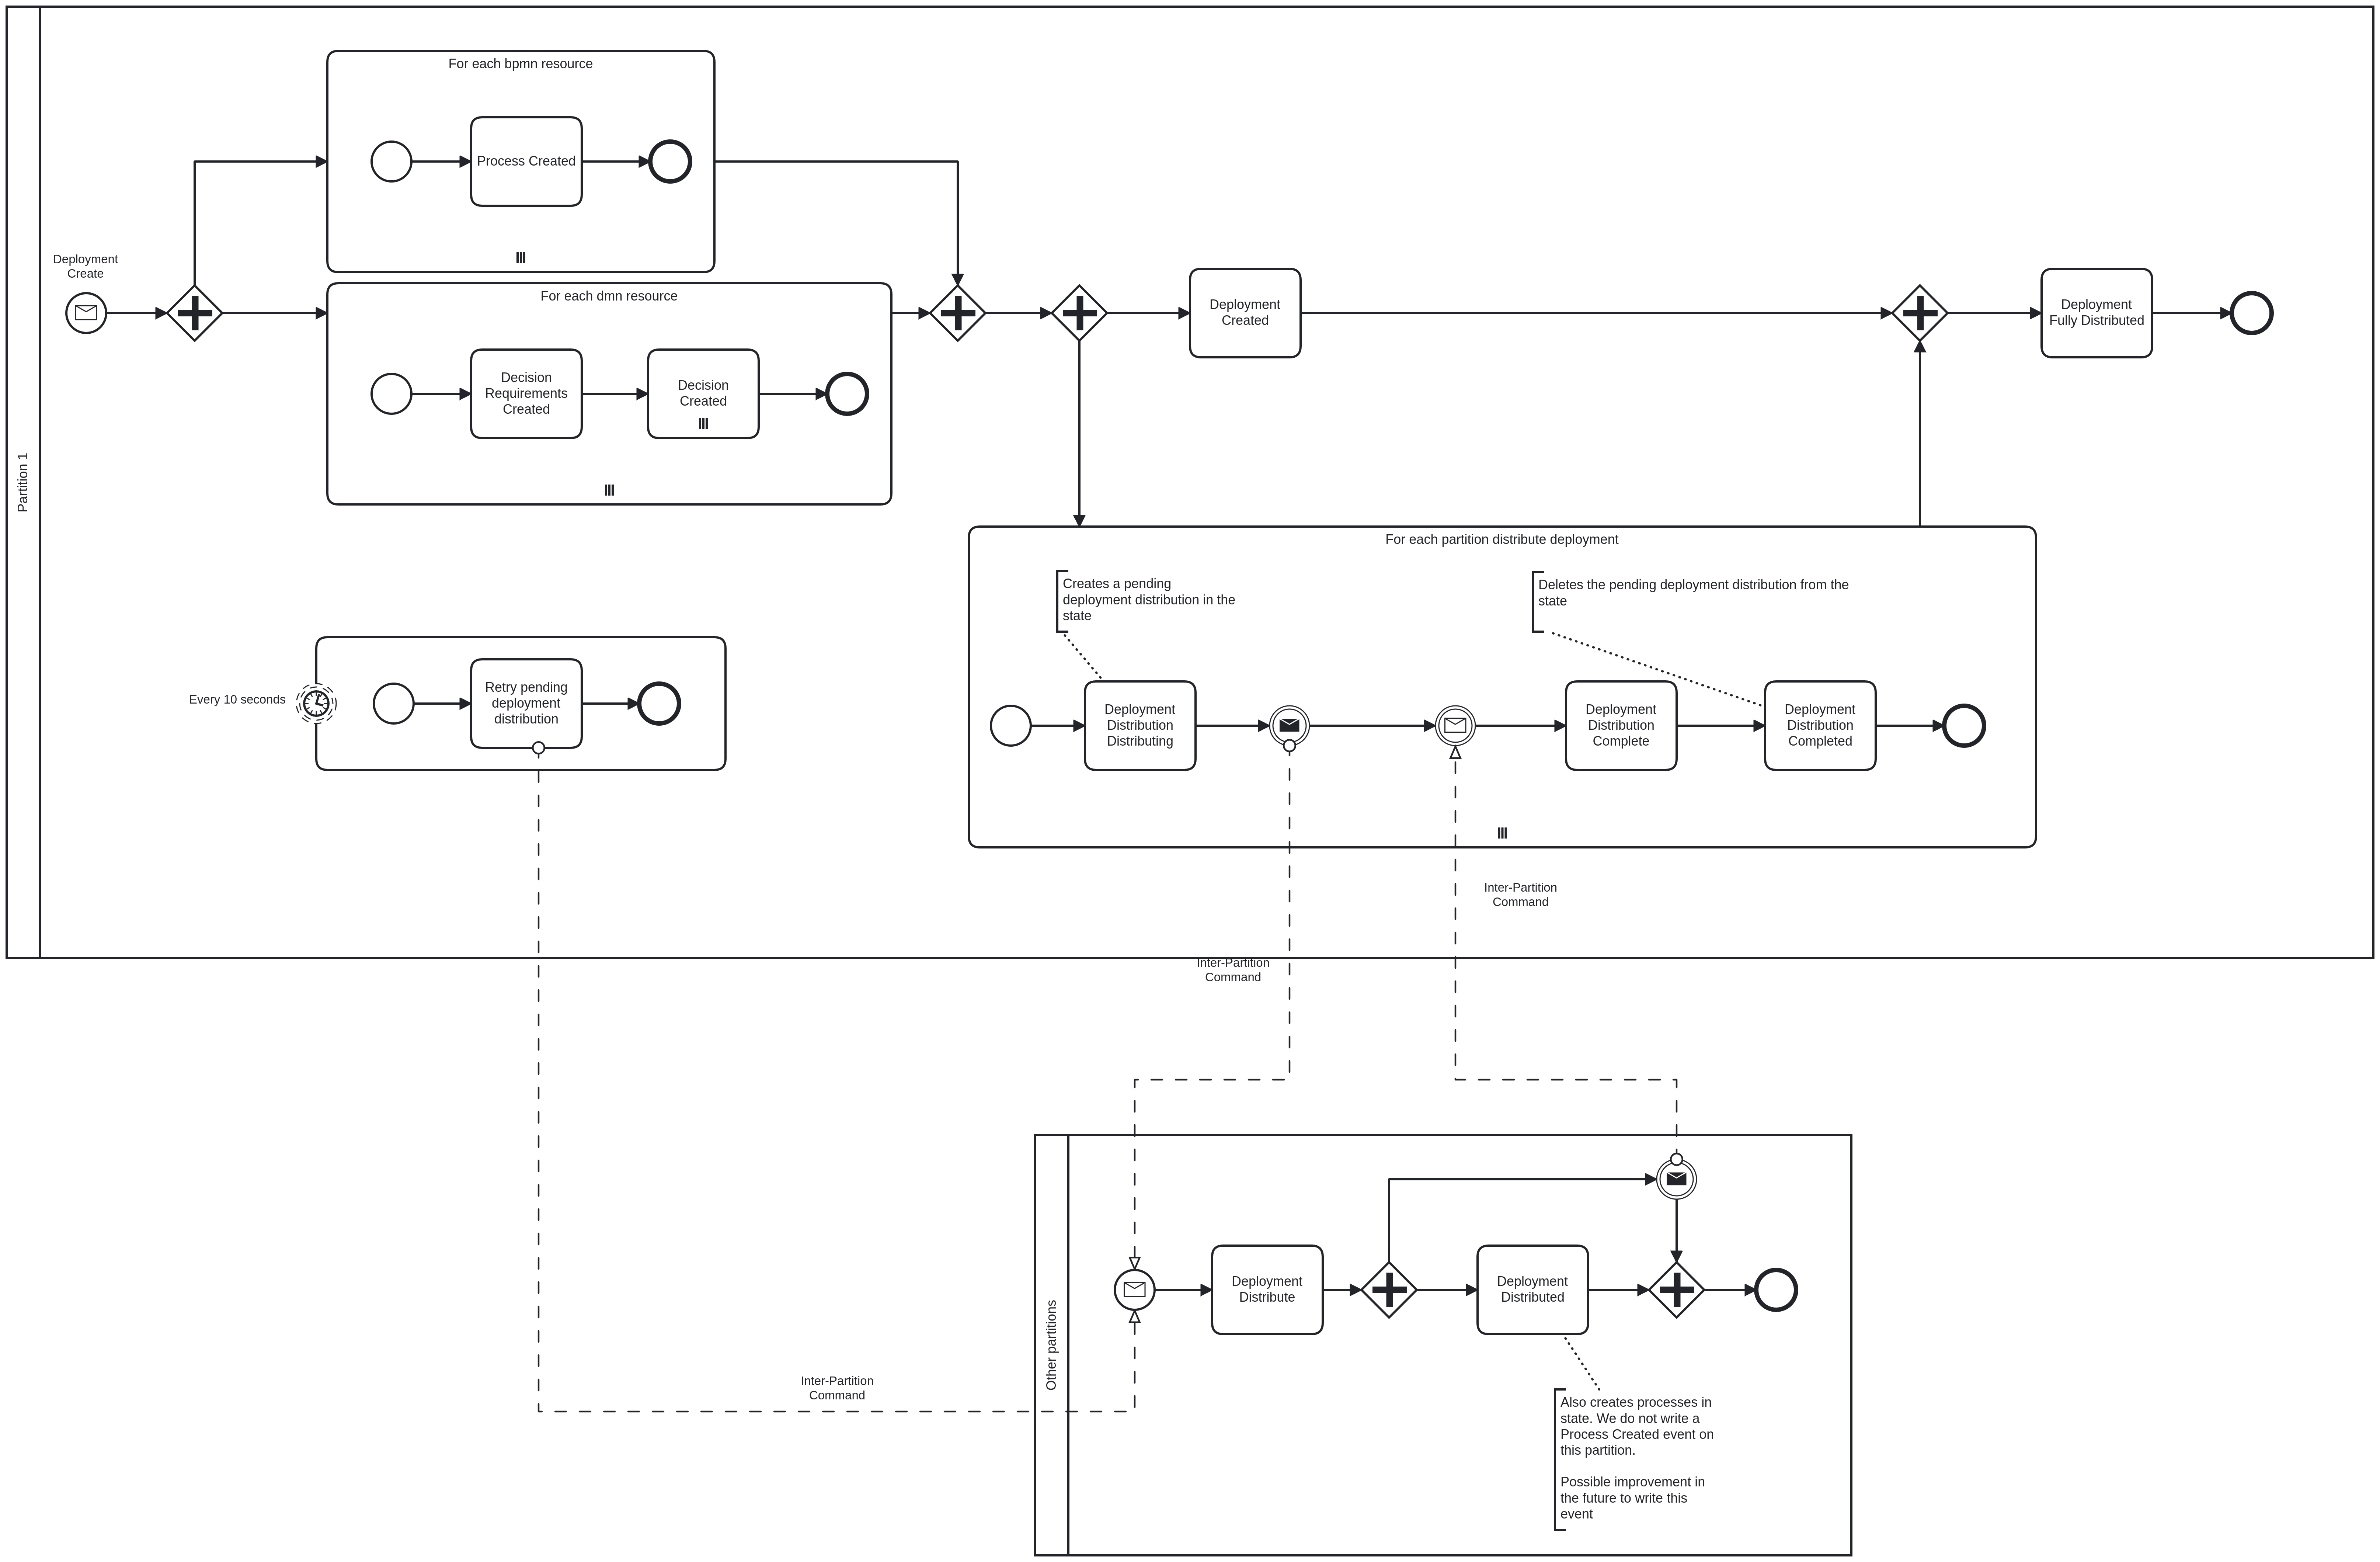 Partition 1
For each bpmn resource
Process Created
Deployment
Create
For each dmn resource
Decision
Requirements
Created
Decision
Created
Deployment
Created
Deployment
Fully Distributed
For each partition distribute deployment
Creates a pending
deployment distribution in the
state
Deletes the pending deployment distribution from the
state
Every 10 seconds
Retry pending
deployment
distribution
Deployment
Distribution
Distributing
Deployment
Distribution
Complete
Deployment
Distribution
Completed
Inter-Partition
Command
Inter-Partition
Command
Other partitions
Deployment
Distribute
Deployment
Distributed
Inter-Partition
Command
Also creates processes in
state. We do not write a
Process Created event on
this partition.
Possible improvement in
the future to write this
event